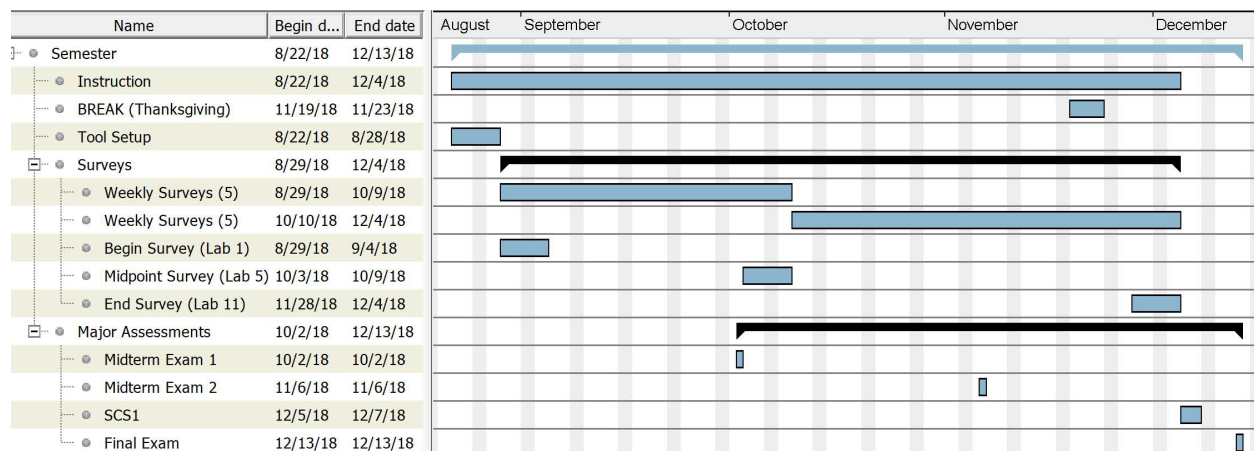 Name Begin d... End date August September October November December
Semester 8/22/18 12/13/18
Instruction 8/22/18 12/4/18
BREAK (Thanksgiving) 11/19/18 11/23/18
Tool Setup 8/22/18 8/28/18
Surveys 8/29/18 12/4/18
Weekly Surveys (5) 8/29/18 10/9/18
Weekly Surveys (5) 10/10/18 12/4/18
Begin Survey (Lab 1) 8/29/18 9/4/18
Midpoint Survey (Lab 5) 10/3/18 10/9/18
End Survey (Lab 11) 11/28/18 12/4/18
Major Assessments 10/2/18 12/13/18
Midterm Exam 1 10/2/18 10/2/18
Midterm Exam 2 11/6/18 11/6/18
SCS1 12/5/18 12/7/18
Final Exam 12/13/18 12/13/18